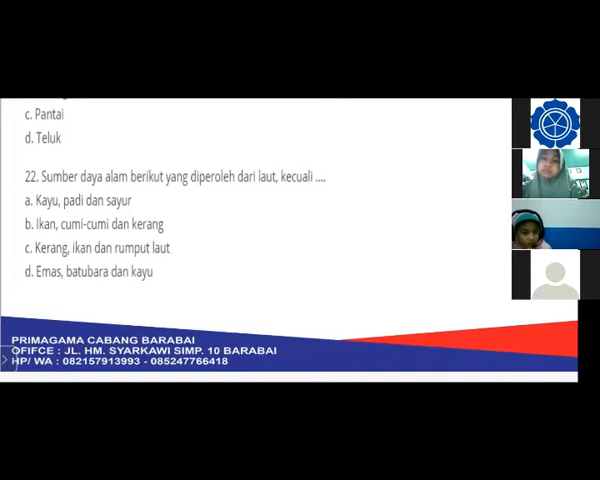 c. Pantai
d. Teluk
22. Sumber daya alam berikut yang diperoleh dari laut, kecuali ....
a. Kayu, padi dan sayur
b. Ikan, cumi-cumi dan kerang
c. Kerang, ikan dan rumput laut
d. Emas, batubara dan kayu
PRIMAGAMA CABANG BARABAI
OFIFCE : JL. HM. SYARKAWI SIMP. 10 BARABAI
HP/ WA : 082157913993 - 085247766418